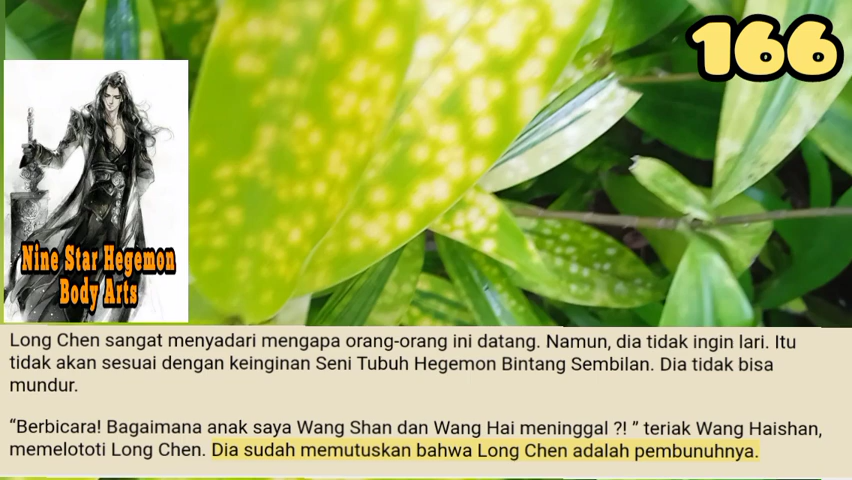 166
Nine Star Hegemon
Body Arts
Long Chen sangat menyadari mengapa orang-orang ini datang. Namun, dia tidak ingin lari. Itu
tidak akan sesuai dengan keinginan Seni Tubuh Hegemon Bintang Sembilan. Dia tidak bisa
mundur.
“Berbicara! Bagaimana anak saya Wang Shan dan Wang Hai meninggal ?! ” teriak Wang Haishan,
memelototi Long Chen. Dia sudah memutuskan bahwa Long Chen adalah pembunuhnya.